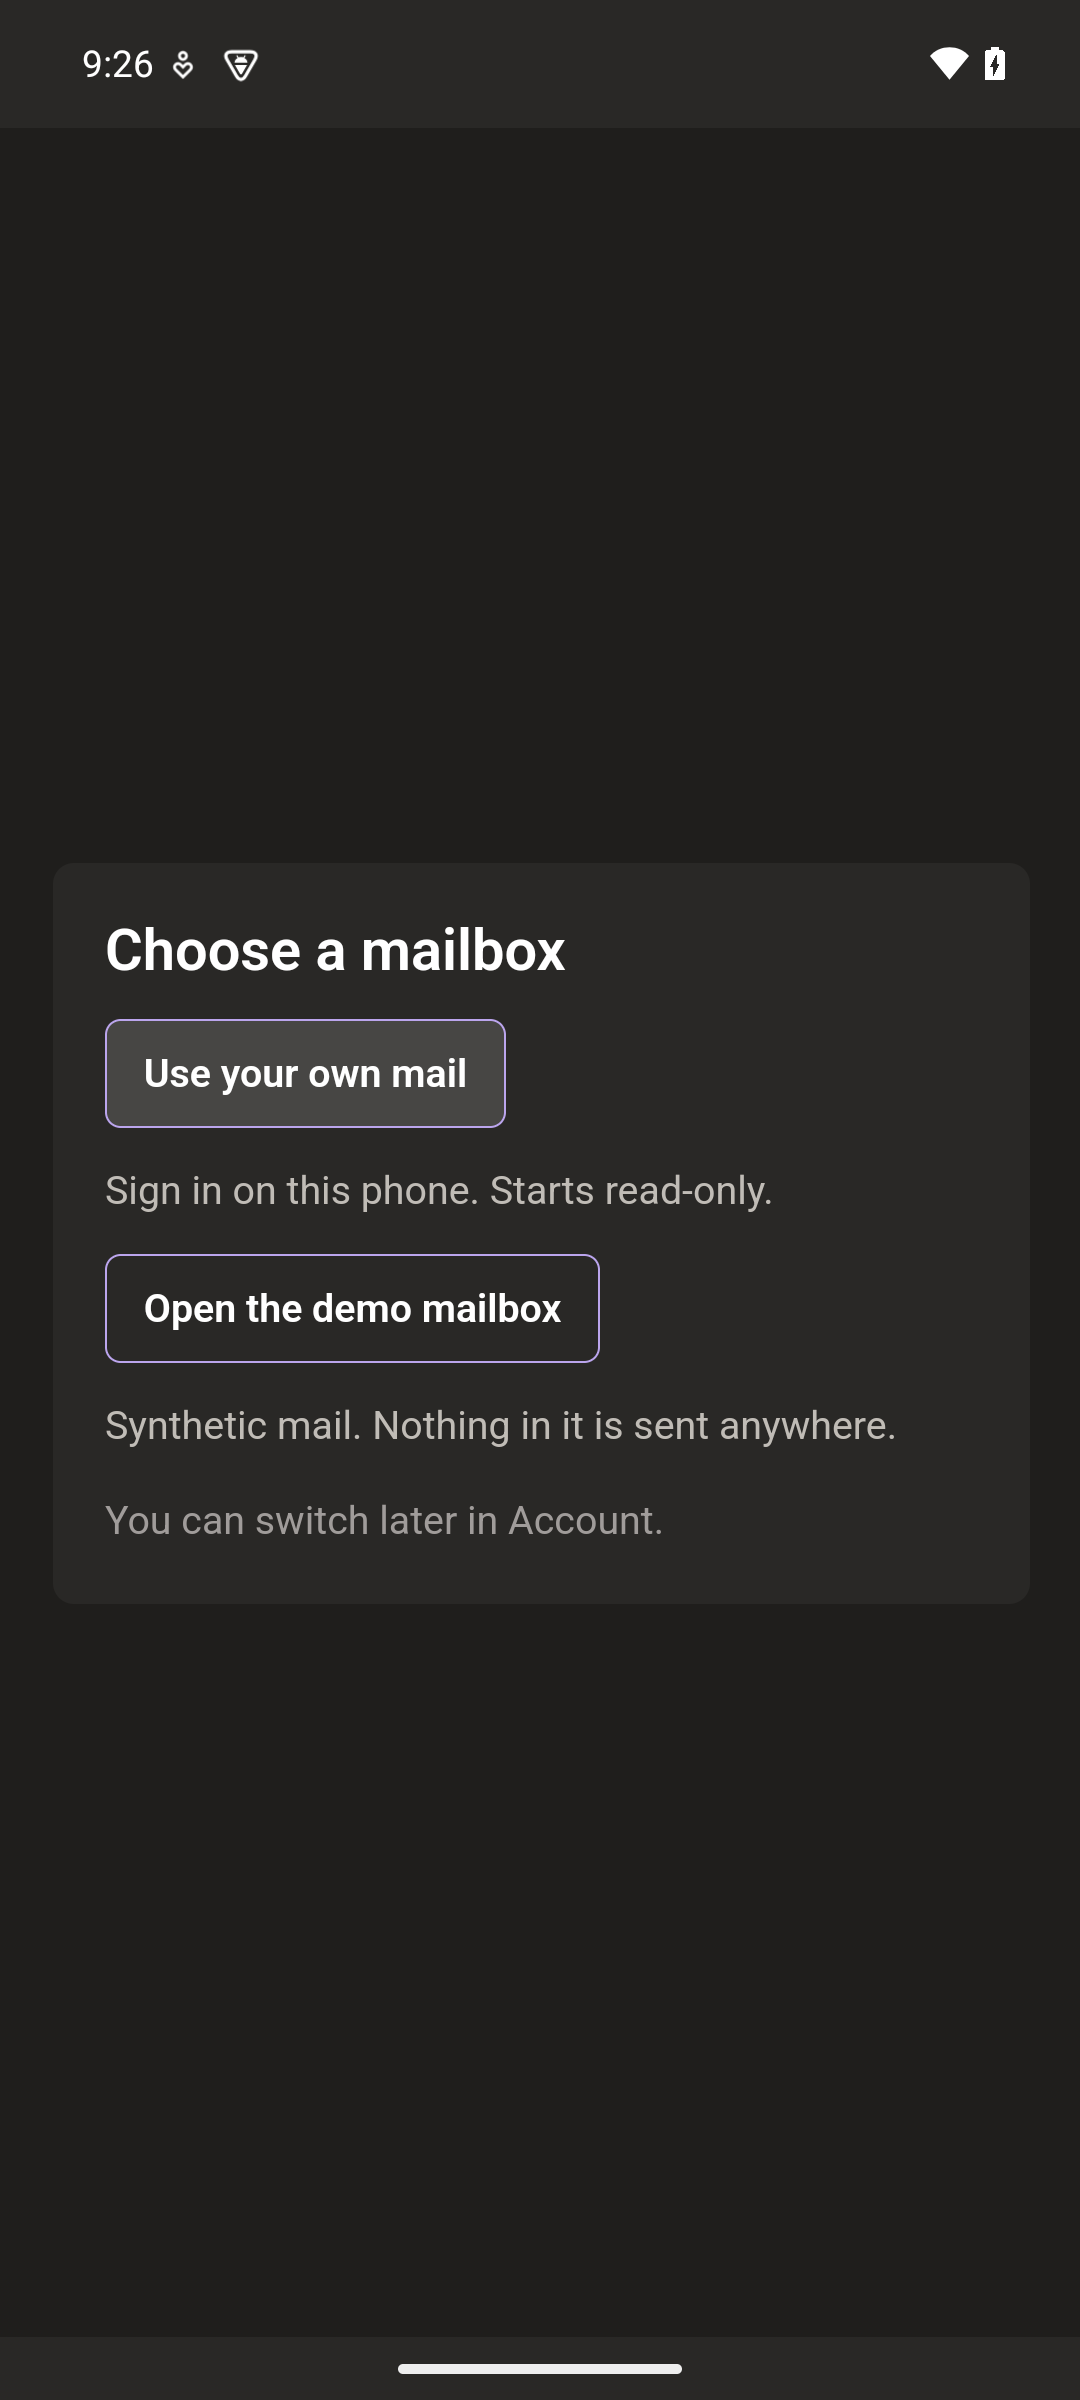 9:26
Choose a mailbox
Use your own mail
Sign in on this phone. Starts read-only.
Open the demo mailbox
Synthetic mail. Nothing in it is sent anywhere.
You can switch later in Account.